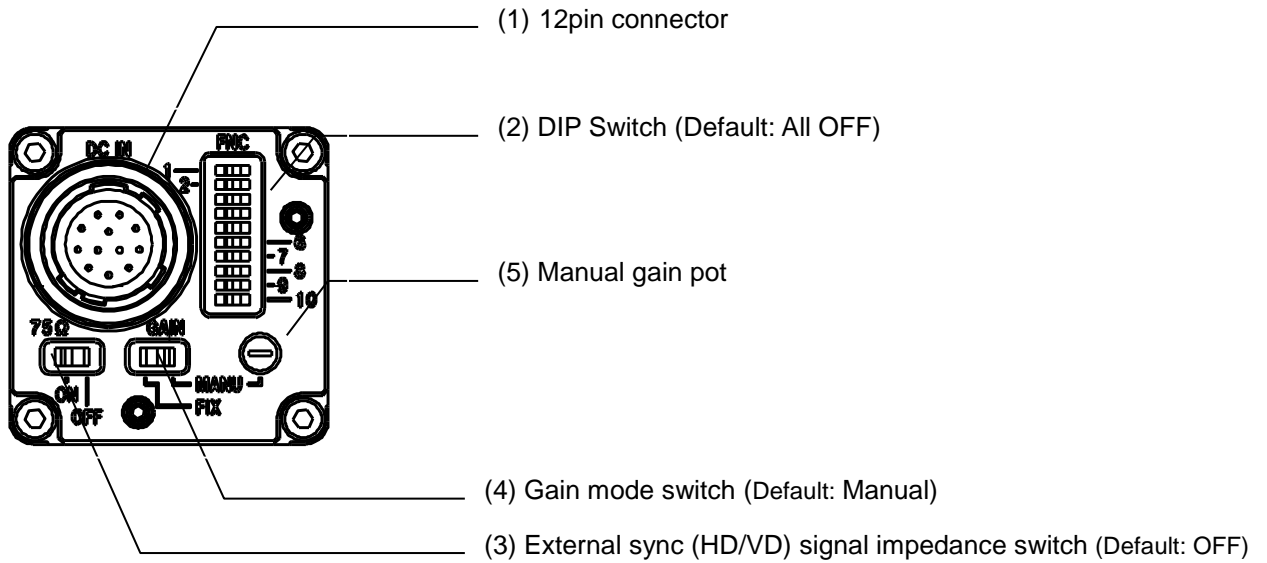 (1) 12pin connector
(2) DIP Switch (Default: All OFF)
DC IN
FNC
1
2
6
7
(5) Manual gain pot
8
9
10
75Ω
GAIN
MANU
ON
FIX
OFF
(4) Gain mode switch (Default: Manual)
(3) External sync (HD/VD) signal impedance switch (Default: OFF)